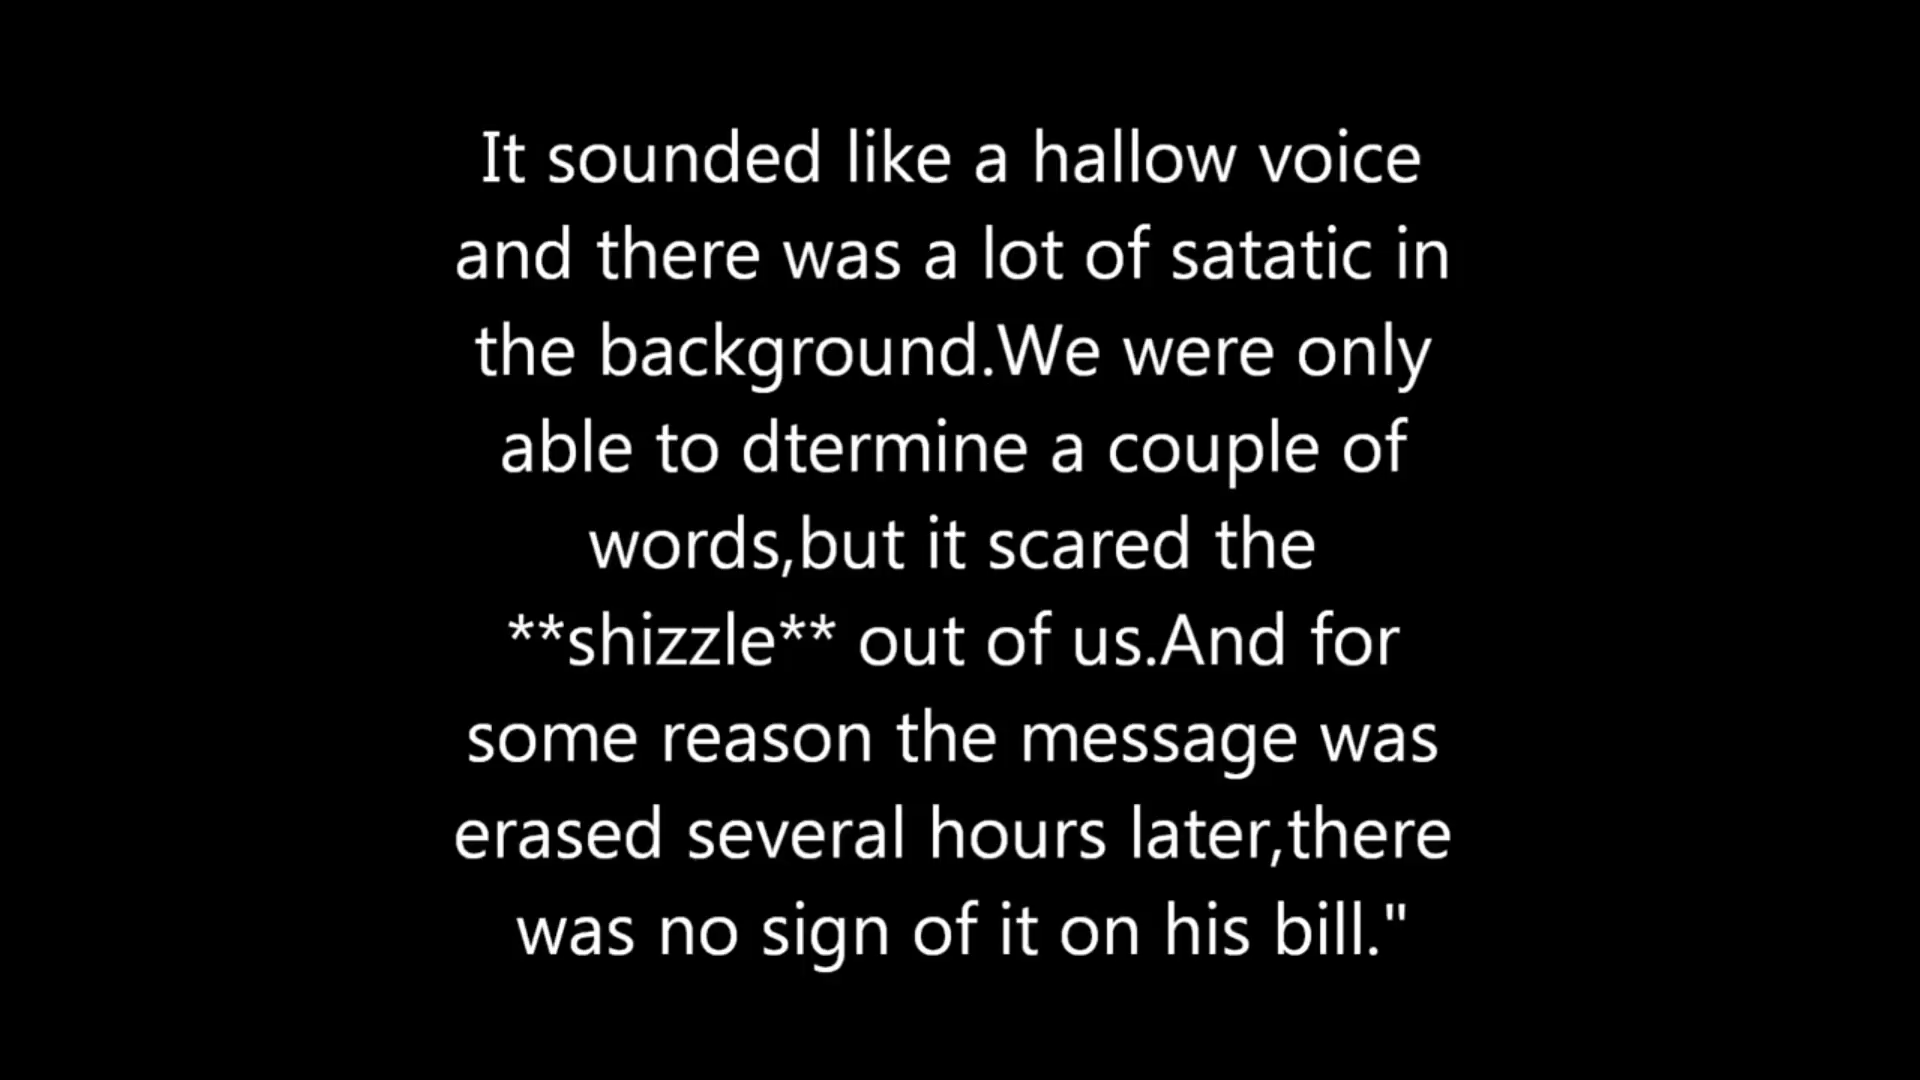 It sounded like a hallow voice
and there was a lot of satatic in
the background.We were only
able to dtermine a couple of
words,but it scared the
**shizzle** out of us.And for
some reason the message was
erased several hours later,there
was no sign of it on his bill."